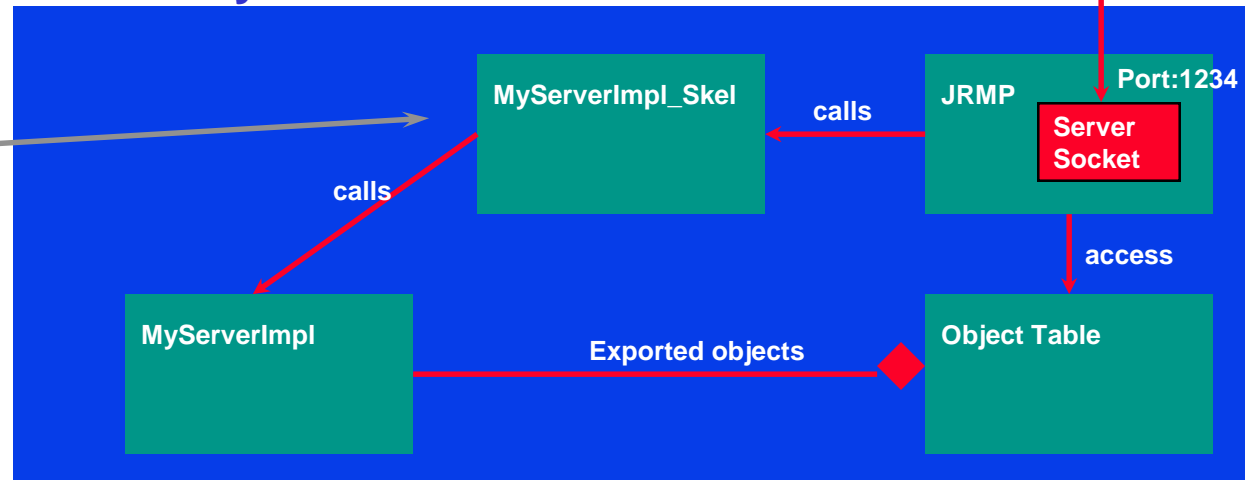 MyServerImpl_Skel
calls
JRMP
Port:1234
Server
Socket
calls
access
MyServerImpl
Exported objects
Object Table